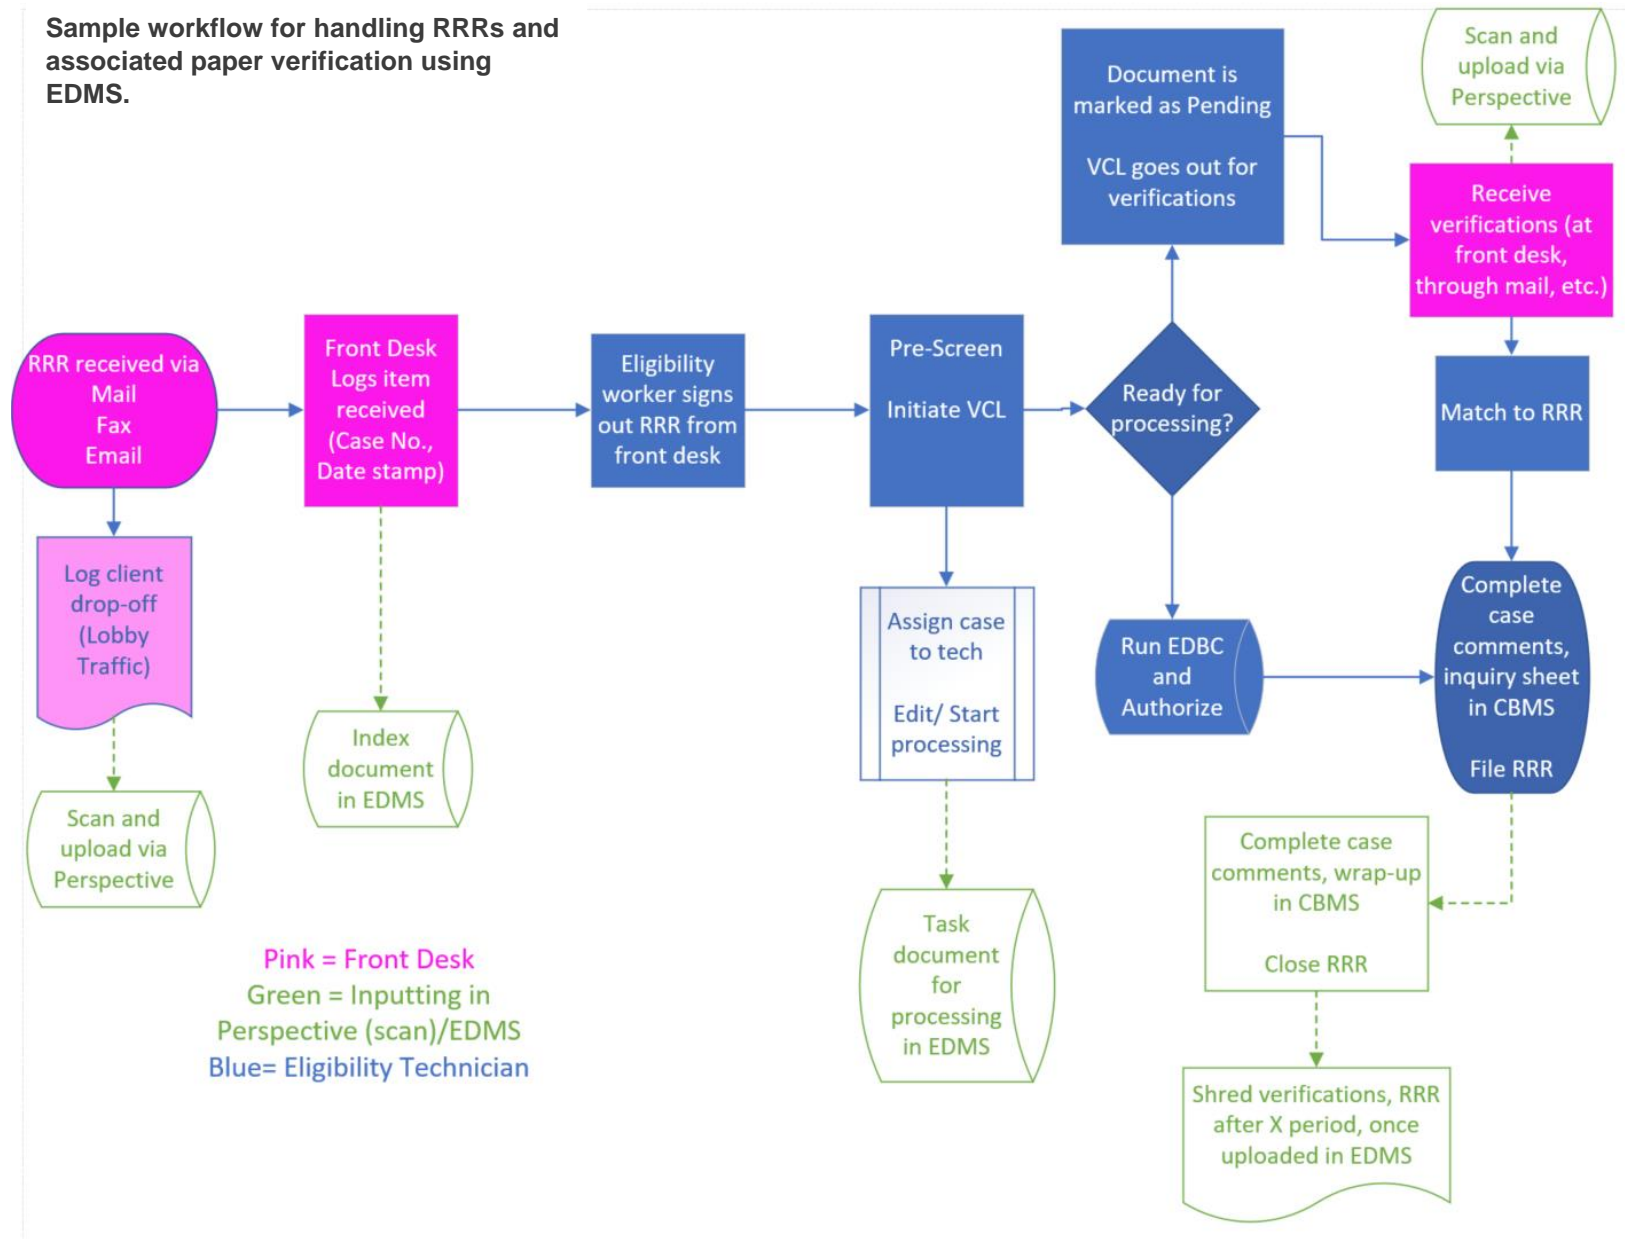 Sample workflow for handling RRRs and
associated paper verification using
EDMS.
RRR received via
Mail
Fax
Email
Log client
drop-off
(Lobby
Traffic)
Scan and
upload via
Perspective
Front Desk
Logs item
received
(Case No.,
Date stamp)
Index
document
in EDMS
Eligibility
worker signs
out RRR from
front desk
Pre-Screen
Initiate VCL
Assign case
to tech
Edit/ Start
processing
Task
document
for
processing
in EDMS
Ready for
processing?
Document is
marked as Pending
VCL goes out for
verifications
Run EDBC
and
Authorize
Scan and
upload via
Perspective
Receive
verifications (at
front desk,
through mail, etc.)
Match to RRR
Complete
case
comments,
inquiry sheet
in CBMS
File RRR
Complete case
comments, wrap-up
in CBMS
Close RRR
Shred verifications, RRR
after X period, once
uploaded in EDMS
Pink = Front Desk
Green = Inputting in
Perspective (scan)/EDMS
Blue= Eligibility Technician